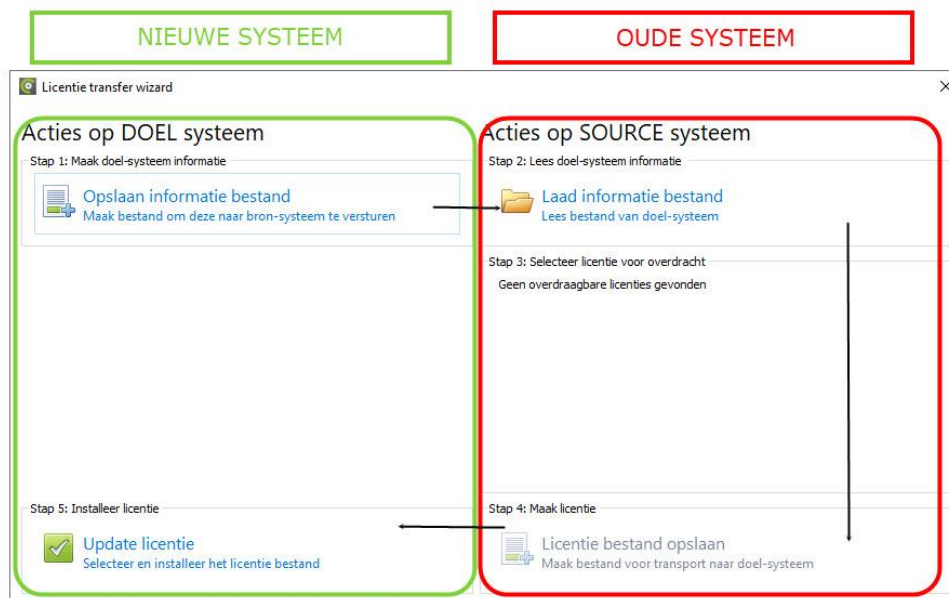 NIEUWE SYSTEEM
OUDE SYSTEEM
Licentie transfer wizard
Acties op DOEL systeem
Stap 1: Maak doel-systeem informatie
Opslaan informatie bestand
Maak bestand om deze naar bron-systeem te versturen
Acties op SOURCE systeem
Stap 2: Lees doel-systeem informatie
Laad informatie bestand
Lees bestand van doel-systeem
Stap 3: Selecteer licentie voor overdracht
Geen overdraagbare licenties gevonden
Stap 4: Maak licentie
Licentie bestand opslaan
Maak bestand voor transport naar doel-systeem
Stap 5: Installeer licentie
Update licentie
Selecteer en installeer het licentie bestand